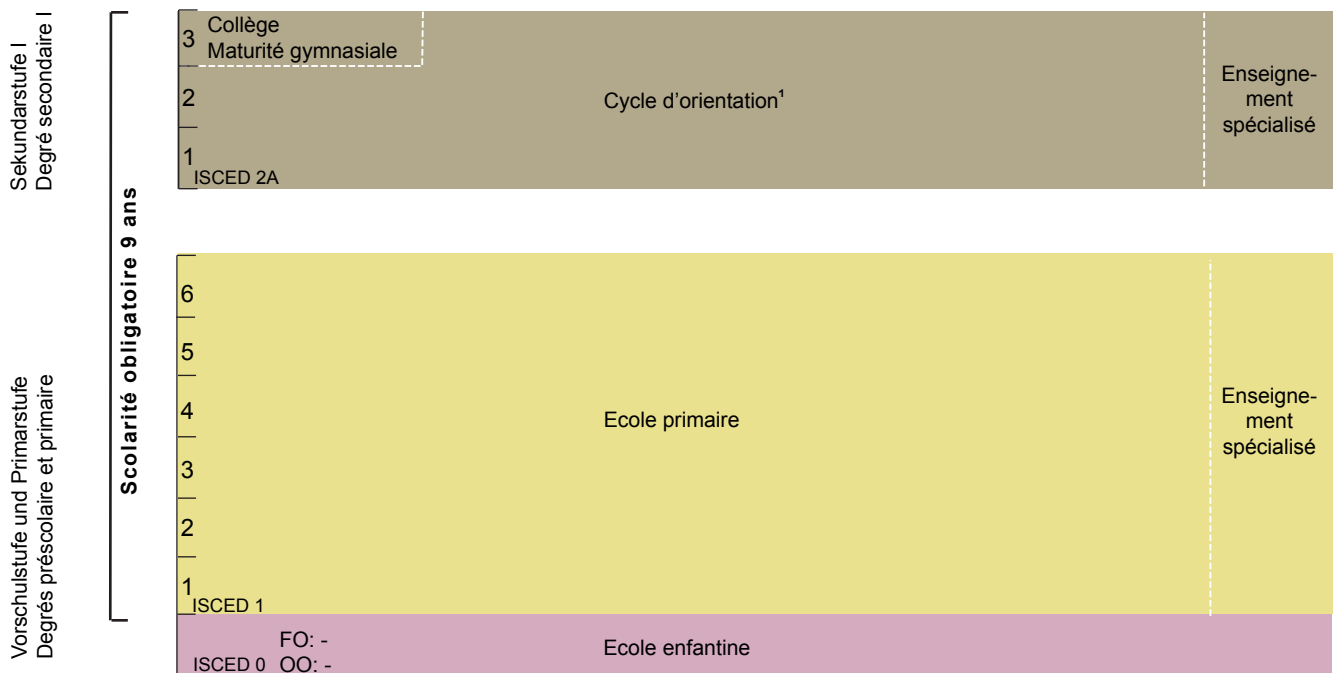 Sekundarstufe I
Degré secondaire I
3
Collège
Maturité gymnasiale
2
Cycle d'orientation¹
Enseigne-
ment
spécialisé
1
ISCED 2A
Scolarité obligatoire 9 ans
Vorschulstufe und Primarstufe
Degrés préscolaire et primaire
6
5
4
Ecole primaire
Enseigne-
ment
spécialisé
3
2
1
ISCED 1
FO: -
Ecole enfantine
ISCED 0 OO: -